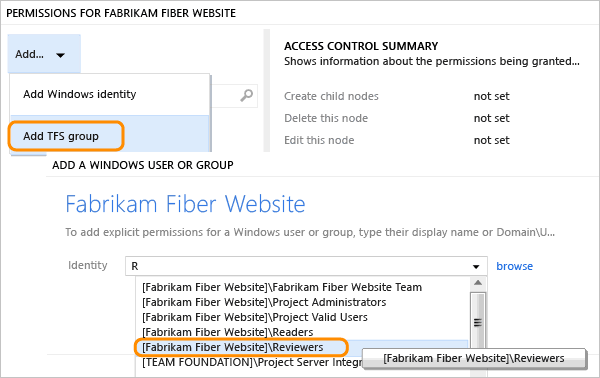 PERMISSIONS FOR FABRIKAM FIBER WEBSITE
Add...
Add Windows identity
Add TFS group
ACCESS CONTROL SUMMARY
Shows information about the permissions being granted...
Create child nodes not set
Delete this node not set
Edit this node not set
ADD A WINDOWS USER OR GROUP
Fabrikam Fiber Website
To add explicit permissions for a Windows user or group, type their display name or Domain\U...
Identity R browse
[Fabrikam Fiber Website]\Fabrikam Fiber Website Team
[Fabrikam Fiber Website]\Project Administrators
[Fabrikam Fiber Website]\Project Valid Users
[Fabrikam Fiber Website]\Readers
[Fabrikam Fiber Website]\Reviewers
[Fabrikam Fiber Website]\Reviewers
[TEAM FOUNDATION]\Project Server Integr